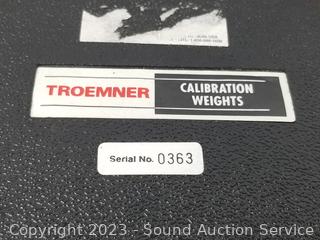 TROEMNER
CALIBRATION
WEIGHTS
Serial No. 0363
Copyright 2023 - Sound Auction Service